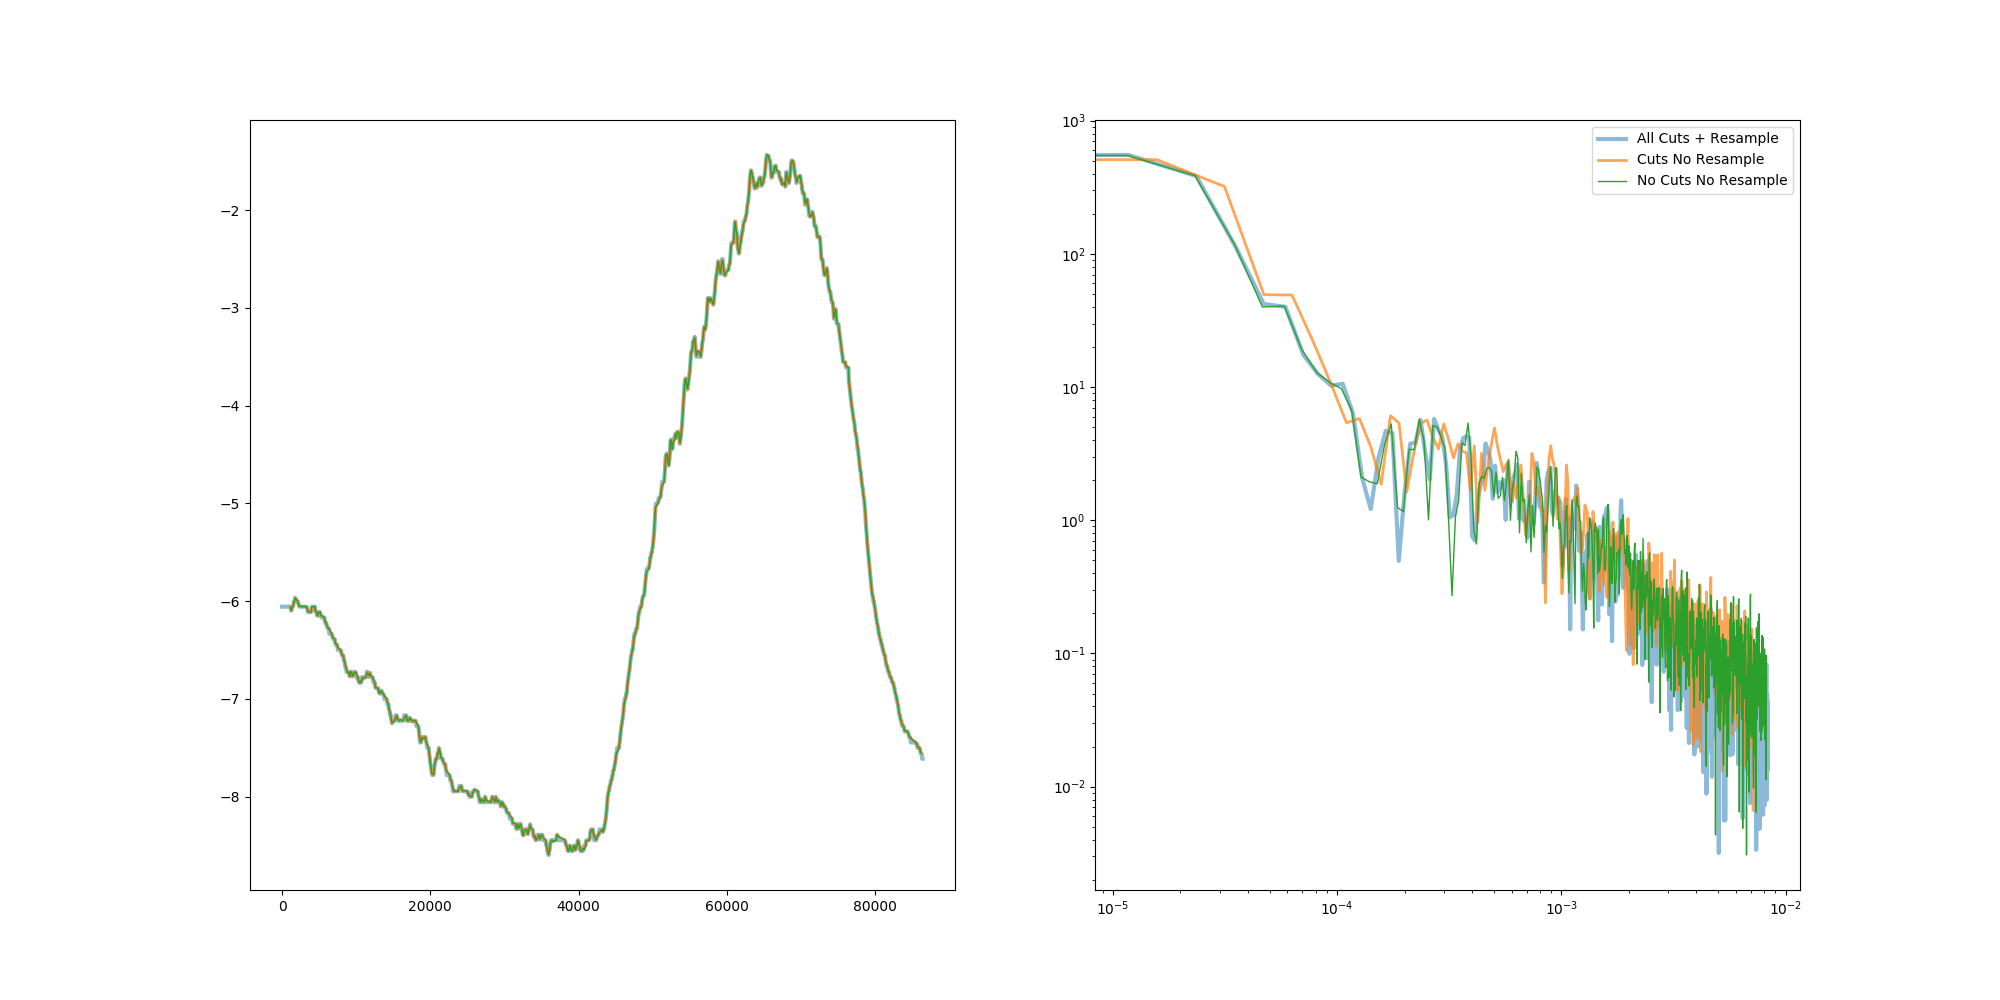 −2
−3
−4
−5
−6
−7
−8
0 20000 40000 60000 80000
10³
10²
10¹
10⁰
10⁻¹
10⁻²
10⁻⁵ 10⁻⁴ 10⁻³ 10⁻²
All Cuts + Resample
Cuts No Resample
No Cuts No Resample